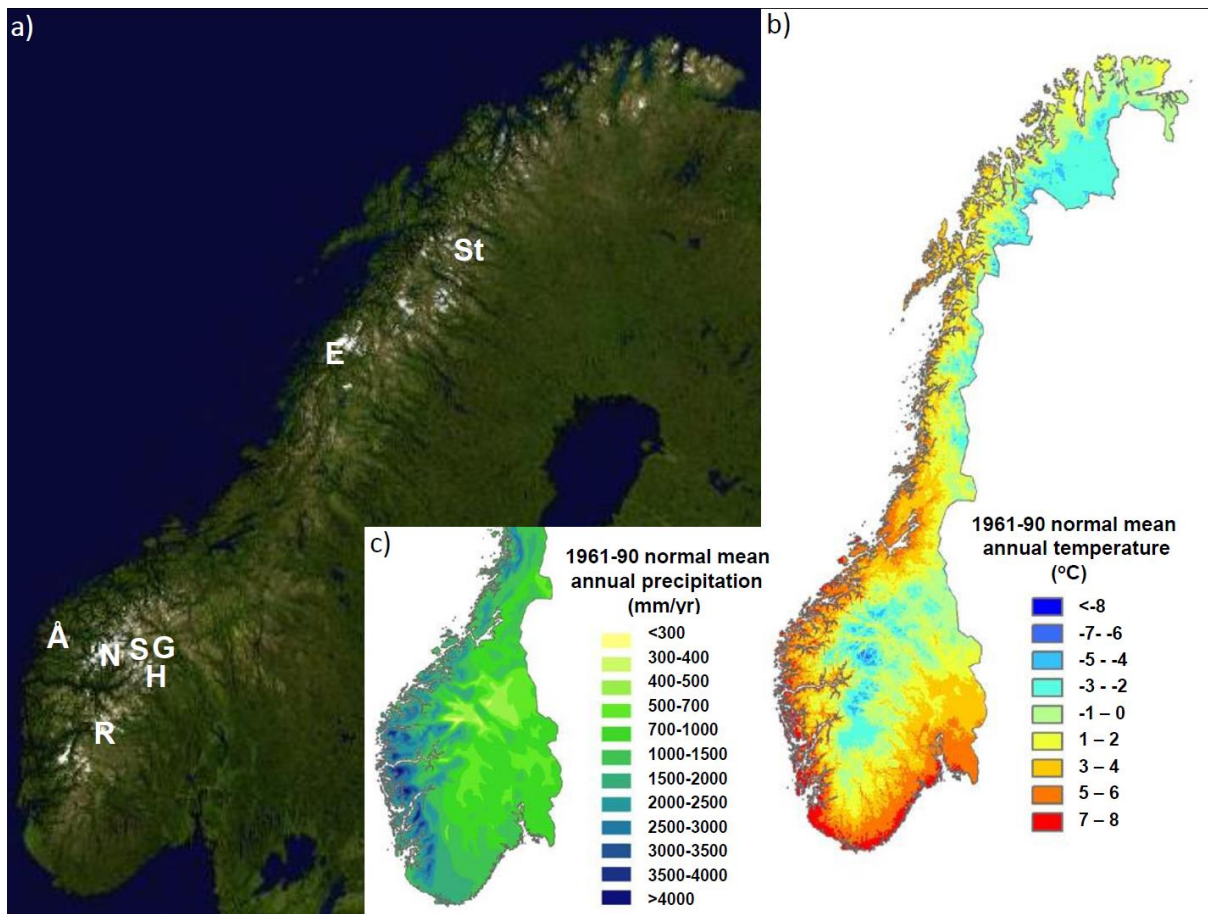 a)
St
E
Å
N
SG
H
R
b)
1961-90 normal mean
annual temperature
(°C)
<-8
-7- -6
-5 - -4
-3 - -2
-1 – 0
1 – 2
3 – 4
5 – 6
7 – 8
c)
1961-90 normal mean
annual precipitation
(mm/yr)
<300
300-400
400-500
500-700
700-1000
1000-1500
1500-2000
2000-2500
2500-3000
3000-3500
3500-4000
>4000